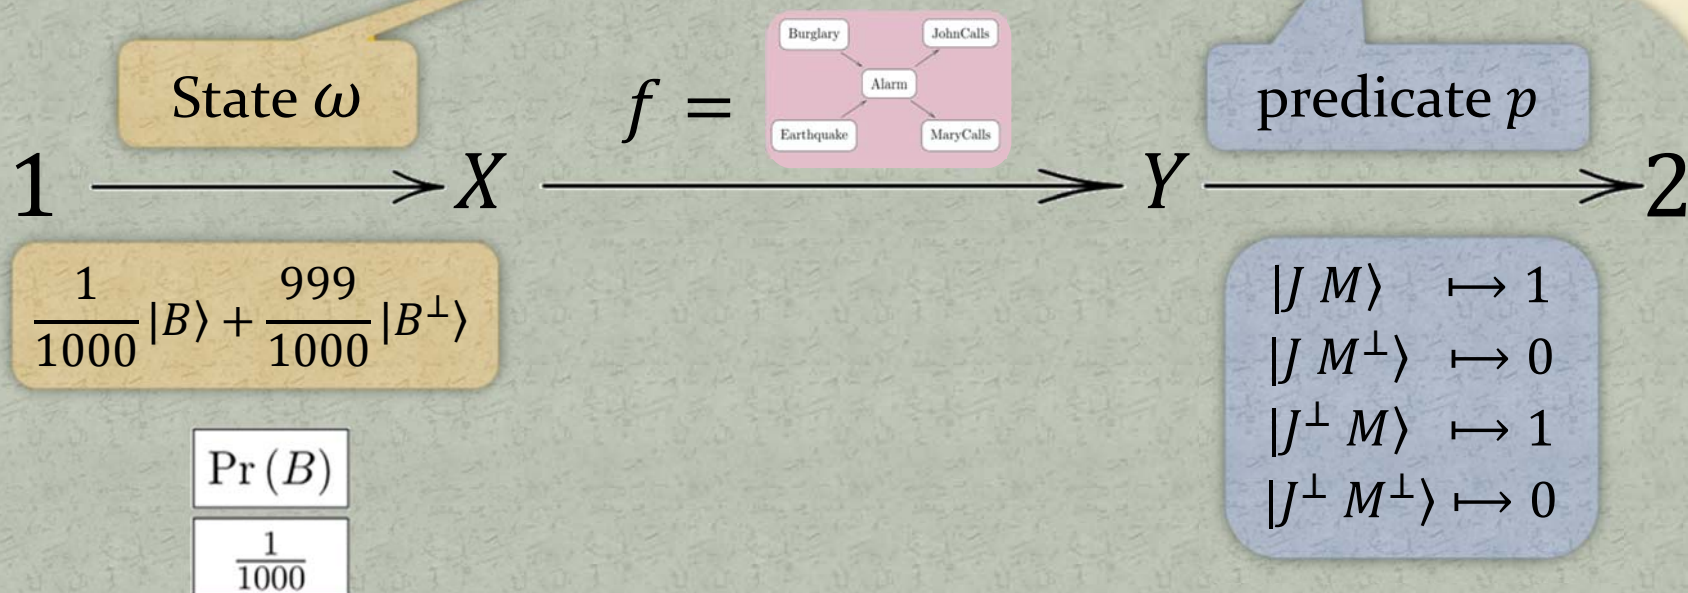 State ω
f =
Burglary
JohnCalls
Alarm
Earthquake
MaryCalls
predicate p
1
X
Y
2
1/1000 |B⟩ + 999/1000 |B⊥⟩
|J M⟩ ↦ 1
|J M⊥⟩ ↦ 0
|J⊥ M⟩ ↦ 1
|J⊥ M⊥⟩ ↦ 0
Pr (B)
1/1000